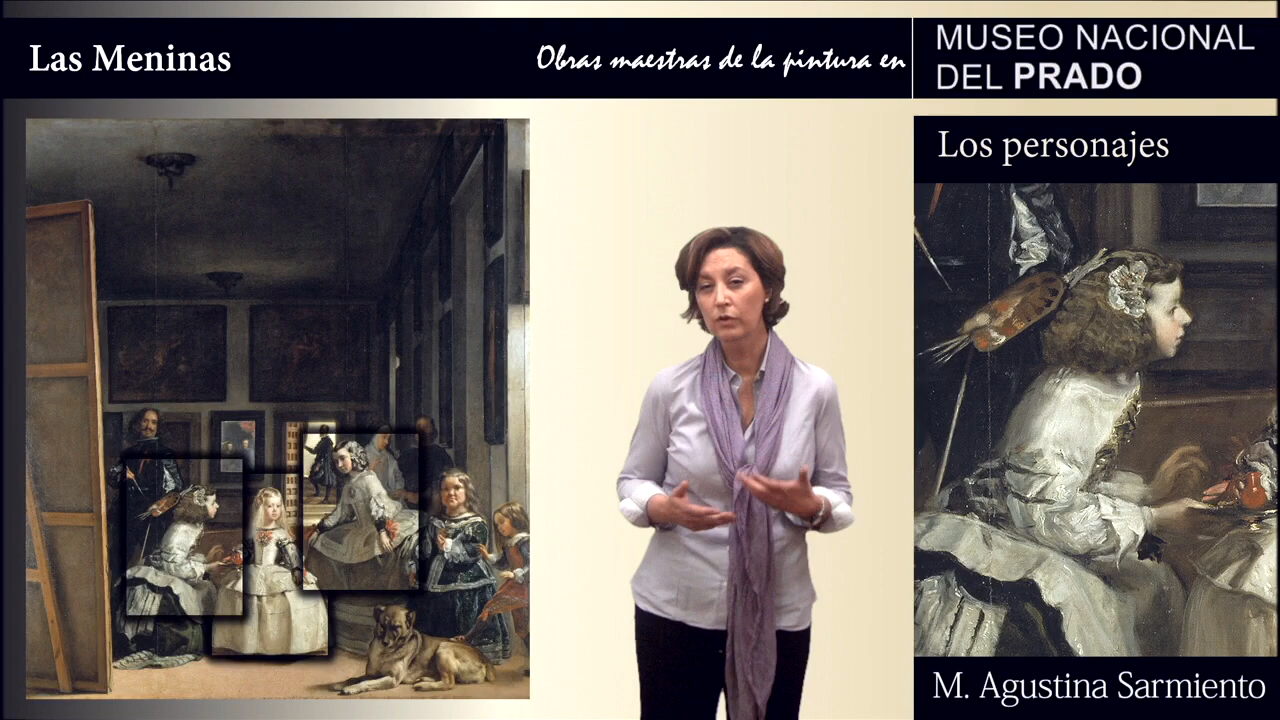 Las Meninas
Obras maestras de la pintura en
MUSEO NACIONAL
DEL PRADO
Los personajes
M. Agustina Sarmiento